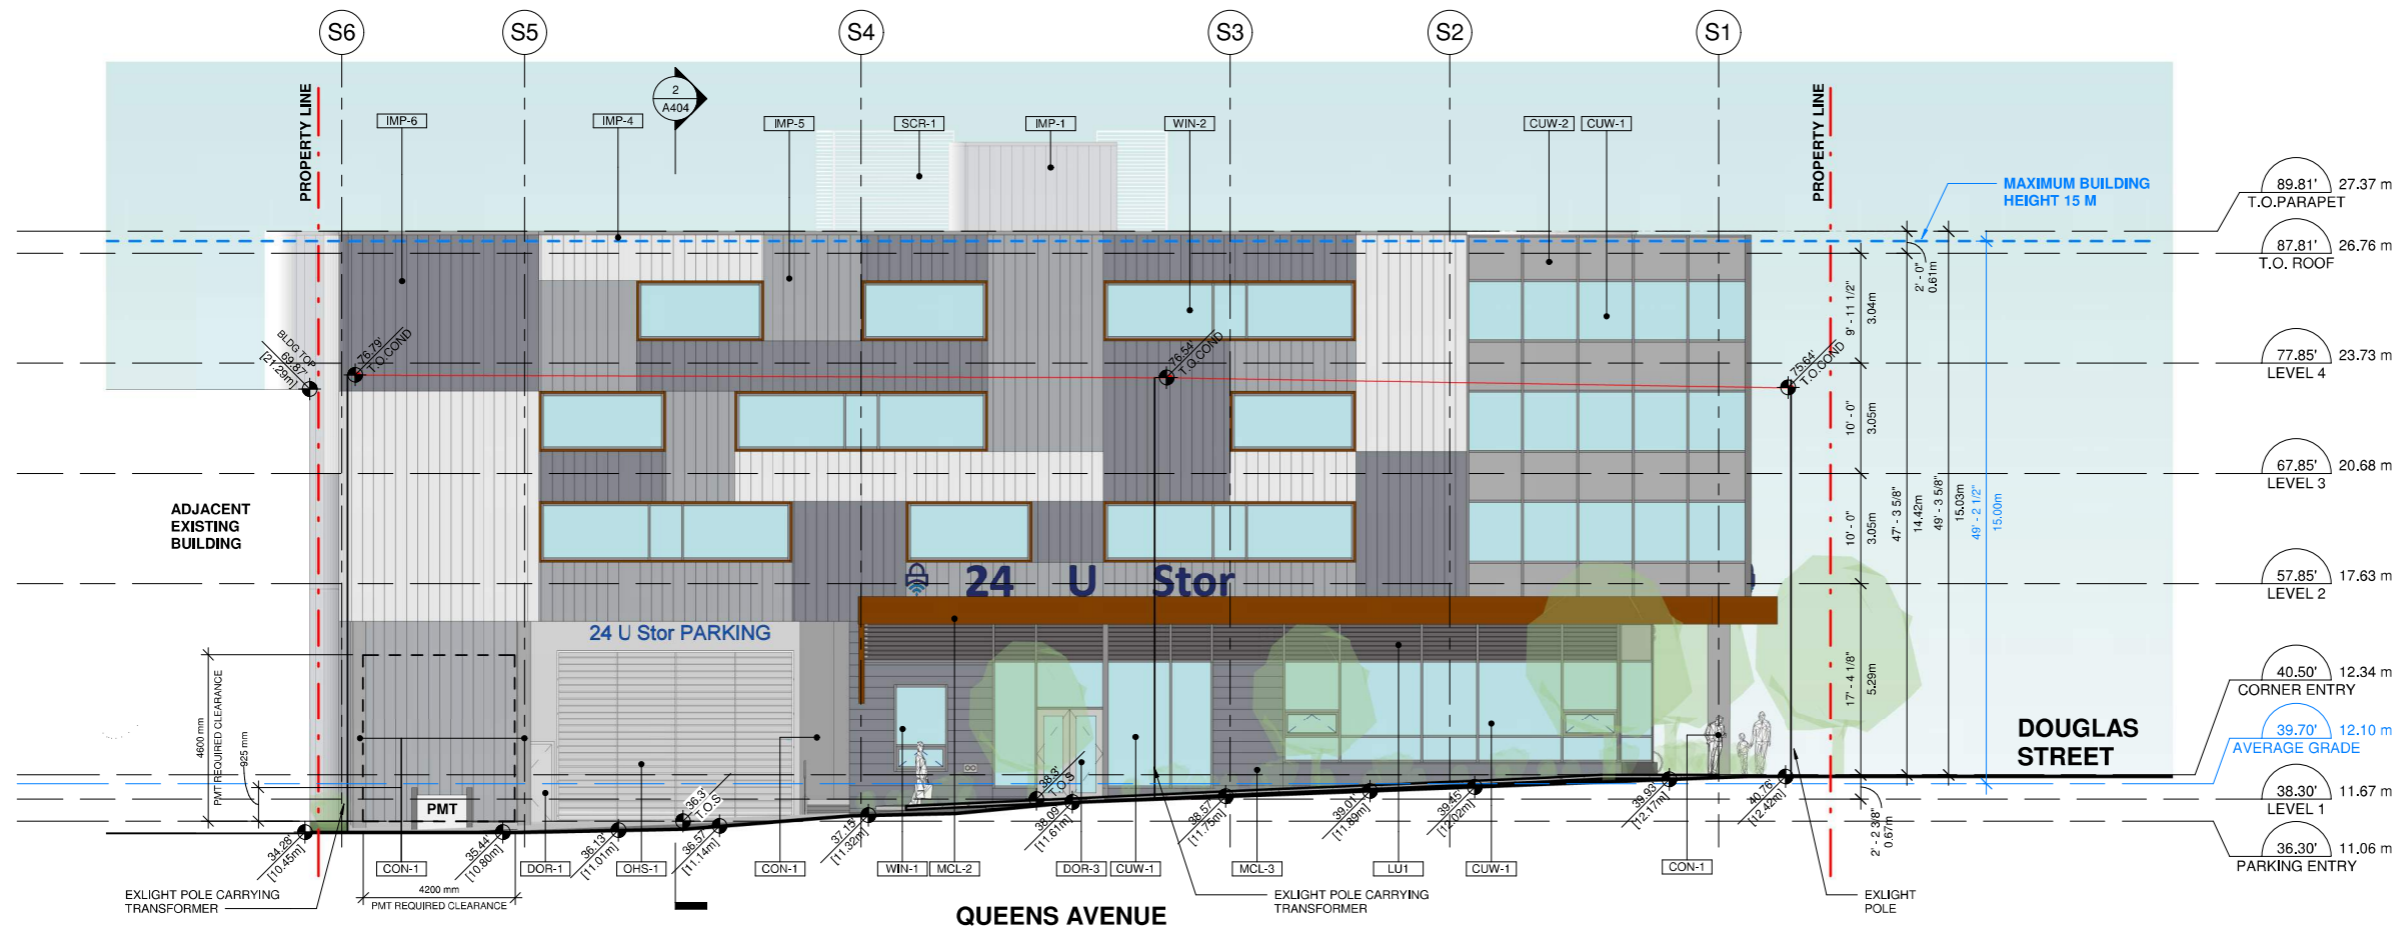 S6
S5
S4
S3
S2
S1
PROPERTY LINE
2
A404
PROPERTY LINE
IMP-6
IMP-4
IMP-5
SCR-1
IMP-1
WIN-2
CUW-2
CUW-1
MAXIMUM BUILDING
HEIGHT 15 M
89.81' 27.37 m
T.O.PARAPET
87.81' 26.76 m
T.O. ROOF
77.85' 23.73 m
LEVEL 4
67.85' 20.68 m
LEVEL 3
57.85' 17.63 m
LEVEL 2
40.50' 12.34 m
CORNER ENTRY
39.70' 12.10 m
AVERAGE GRADE
38.30' 11.67 m
LEVEL 1
36.30' 11.06 m
PARKING ENTRY
2' - 0"
0.61m
9' - 11 1/2"
3.04m
10' - 0"
3.05m
10' - 0"
3.05m
17' - 4 1/8"
5.29m
2' - 2 3/8"
0.67m
47' - 3 5/8"
14.42m
49' - 3 5/8"
15.03m
49' - 2 1/2"
15.00m
BLDG TOP
69.87'
[21.29m]
76.79'
T.O.COND
76.54'
T.O.COND
75.64'
T.O.COND
ADJACENT
EXISTING
BUILDING
24 U Stor
24 U Stor PARKING
4600 mm
PMT REQUIRED CLEARANCE
925 mm
PMT
DOUGLAS
STREET
34.28'
[10.45m]
35.44'
[10.80m]
36.13'
[11.01m]
36.3'
T.O.S
36.57'
[11.14m]
37.15'
[11.32m]
38.3'
T.O.S
38.09'
[11.61m]
38.57'
[11.75m]
39.01'
[11.89m]
39.45'
[12.02m]
39.93'
[12.17m]
40.76'
[12.42m]
CON-1
DOR-1
OHS-1
CON-1
WIN-1
MCL-2
DOR-3
CUW-1
MCL-3
LU1
CUW-1
CON-1
4200 mm
PMT REQUIRED CLEARANCE
EXLIGHT POLE CARRYING
TRANSFORMER
QUEENS AVENUE
EXLIGHT POLE CARRYING
TRANSFORMER
EXLIGHT
POLE